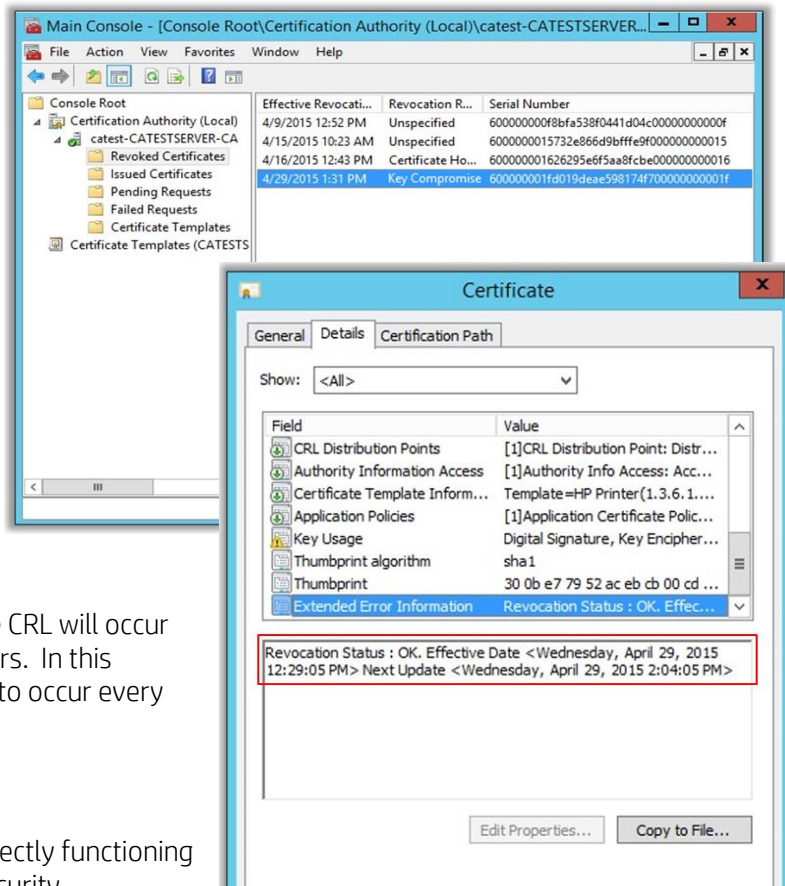 Main Console - [Console Root\Certification Authority (Local)\catest-CATESTSERVER...
File Action View Favorites Window Help
Console Root
Certification Authority (Local)
catest-CATESTSERVER-CA
Revoked Certificates
Issued Certificates
Pending Requests
Failed Requests
Certificate Templates
Certificate Templates (CATESTS
Effective Revocati... Revocation R... Serial Number
4/9/2015 12:52 PM Unspecified 600000000f8bfa538f0441d04c00000000000f
4/15/2015 10:23 AM Unspecified 6000000015732e866d9bfffe9f000000000015
4/16/2015 12:43 PM Certificate Ho... 600000001626295e6f5aa8fcbe000000000016
4/29/2015 1:31 PM Key Compromise 600000001fd019deae598174f700000000001f
Certificate
General Details Certification Path
Show: <All>
Field Value
CRL Distribution Points [1]CRL Distribution Point: Distr...
Authority Information Access [1]Authority Info Access: Acc...
Certificate Template Inform... Template=HP Printer(1.3.6.1....
Application Policies [1]Application Certificate Polic...
Key Usage Digital Signature, Key Encipher...
Thumbprint algorithm sha1
Thumbprint 30 0b e7 79 52 ac eb cb 00 cd ...
Extended Error Information Revocation Status : OK. Effec...
Revocation Status : OK. Effective Date <Wednesday, April 29, 2015
12:29:05 PM> Next Update <Wednesday, April 29, 2015 2:04:05 PM>
Edit Properties... Copy to File...
CRL will occur
rs. In this
to occur every
ectly functioning
curity